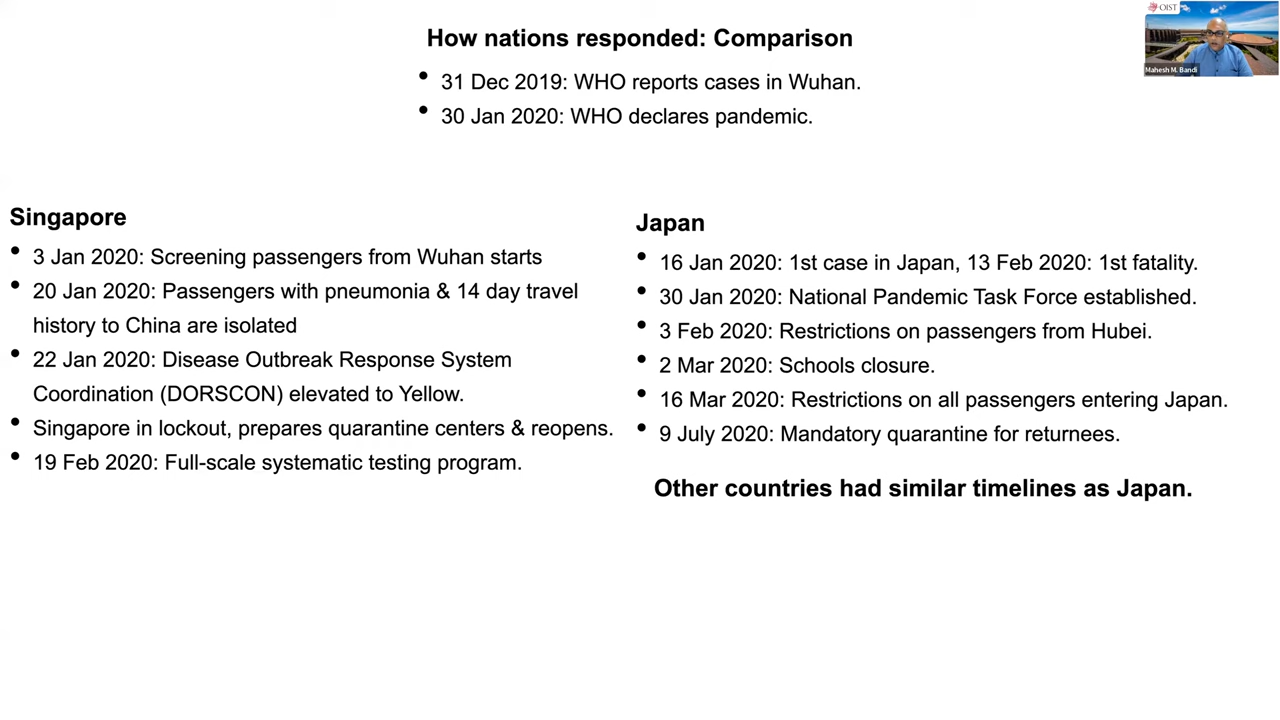 How nations responded: Comparison
• 31 Dec 2019: WHO reports cases in Wuhan.
• 30 Jan 2020: WHO declares pandemic.
OIST
Mahesh M. Bandi
Singapore
• 3 Jan 2020: Screening passengers from Wuhan starts
• 20 Jan 2020: Passengers with pneumonia & 14 day travel
history to China are isolated
• 22 Jan 2020: Disease Outbreak Response System
Coordination (DORSCON) elevated to Yellow.
• Singapore in lockout, prepares quarantine centers & reopens.
• 19 Feb 2020: Full-scale systematic testing program.
Japan
• 16 Jan 2020: 1st case in Japan, 13 Feb 2020: 1st fatality.
• 30 Jan 2020: National Pandemic Task Force established.
• 3 Feb 2020: Restrictions on passengers from Hubei.
• 2 Mar 2020: Schools closure.
• 16 Mar 2020: Restrictions on all passengers entering Japan.
• 9 July 2020: Mandatory quarantine for returnees.
Other countries had similar timelines as Japan.